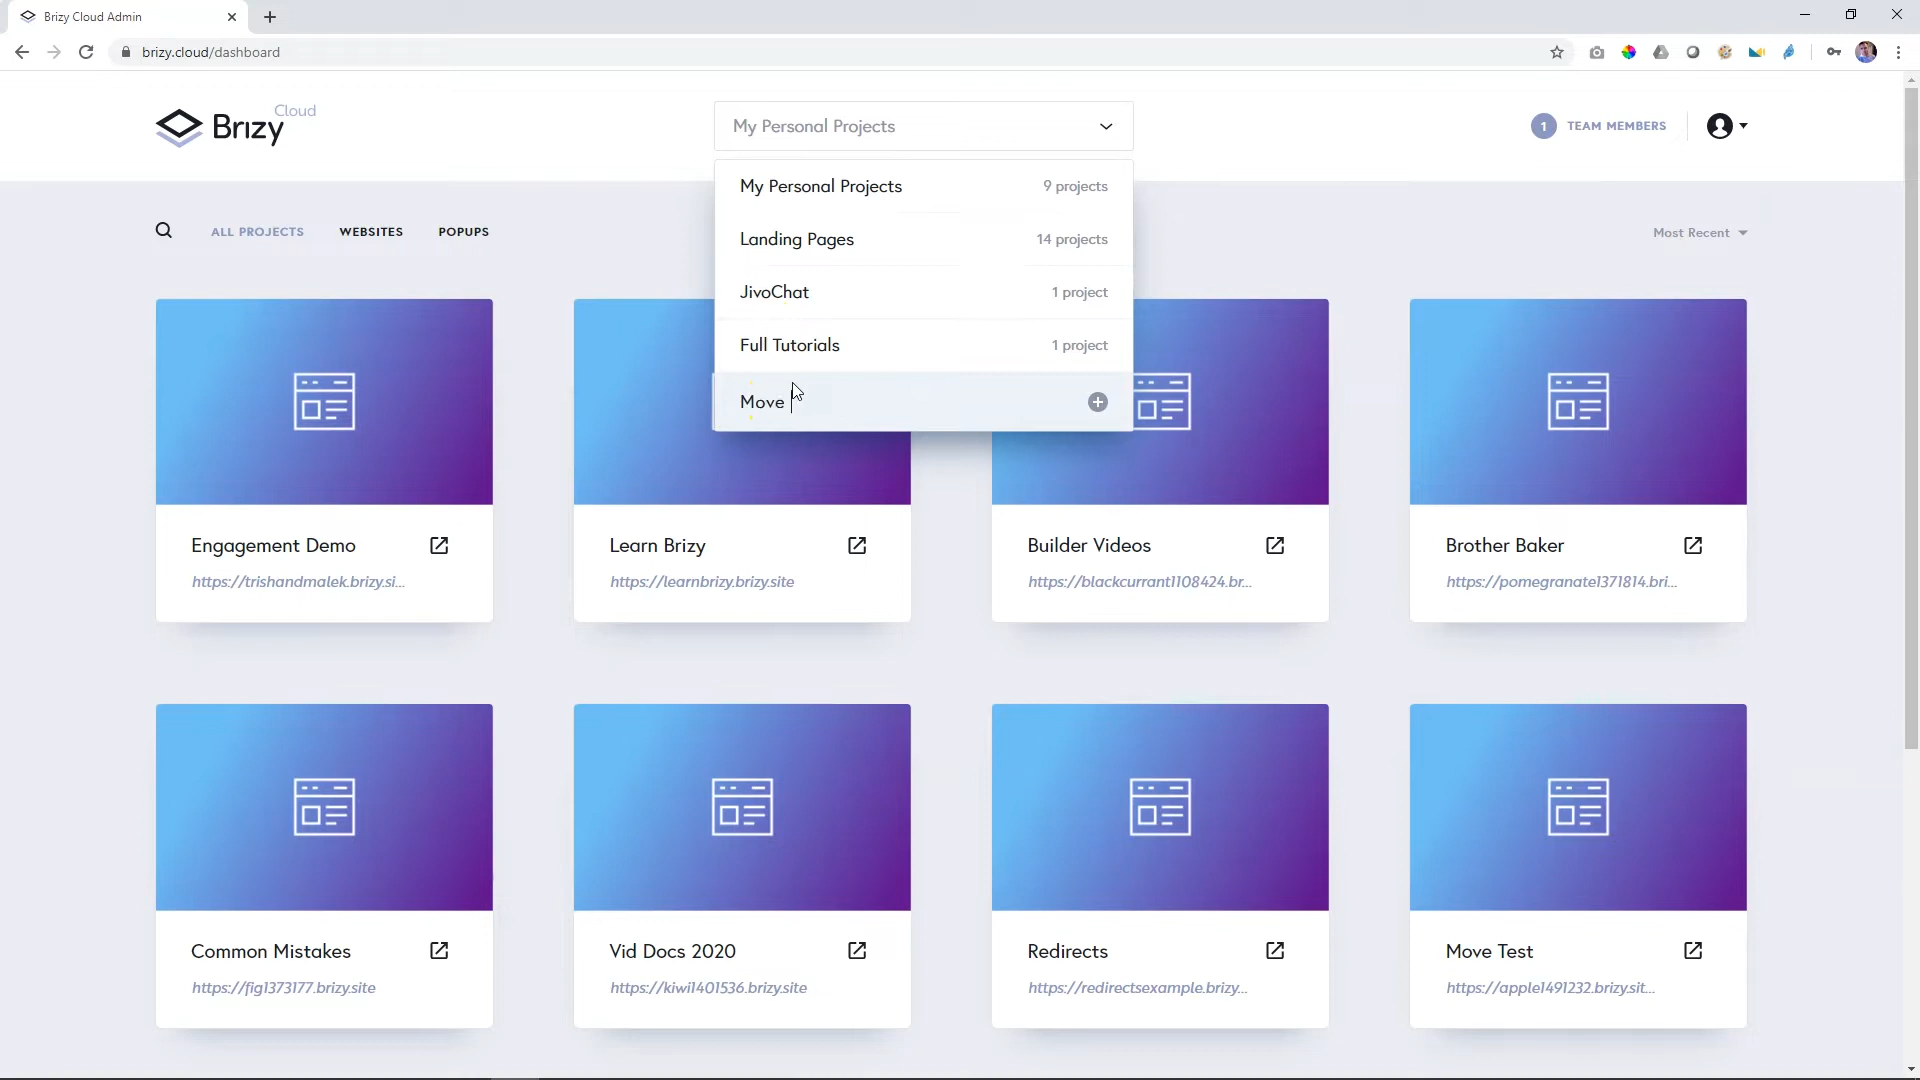 Brizy Cloud Admin
brizy.cloud/dashboard
Brizy Cloud
My Personal Projects
1 TEAM MEMBERS
My Personal Projects 9 projects
Landing Pages 14 projects
JivoChat 1 project
Full Tutorials 1 project
Move
ALL PROJECTS WEBSITES POPUPS
Most Recent
Engagement Demo
https://trishandmalek.brizy.si...
Learn Brizy
https://learnbrizy.brizy.site
Builder Videos
https://blackcurrant1108424.br...
Brother Baker
https://pomegranate1371814.bri...
Common Mistakes
https://fig1373177.brizy.site
Vid Docs 2020
https://kiwi1401536.brizy.site
Redirects
https://redirectsexample.brizy...
Move Test
https://apple1491232.brizy.sit...